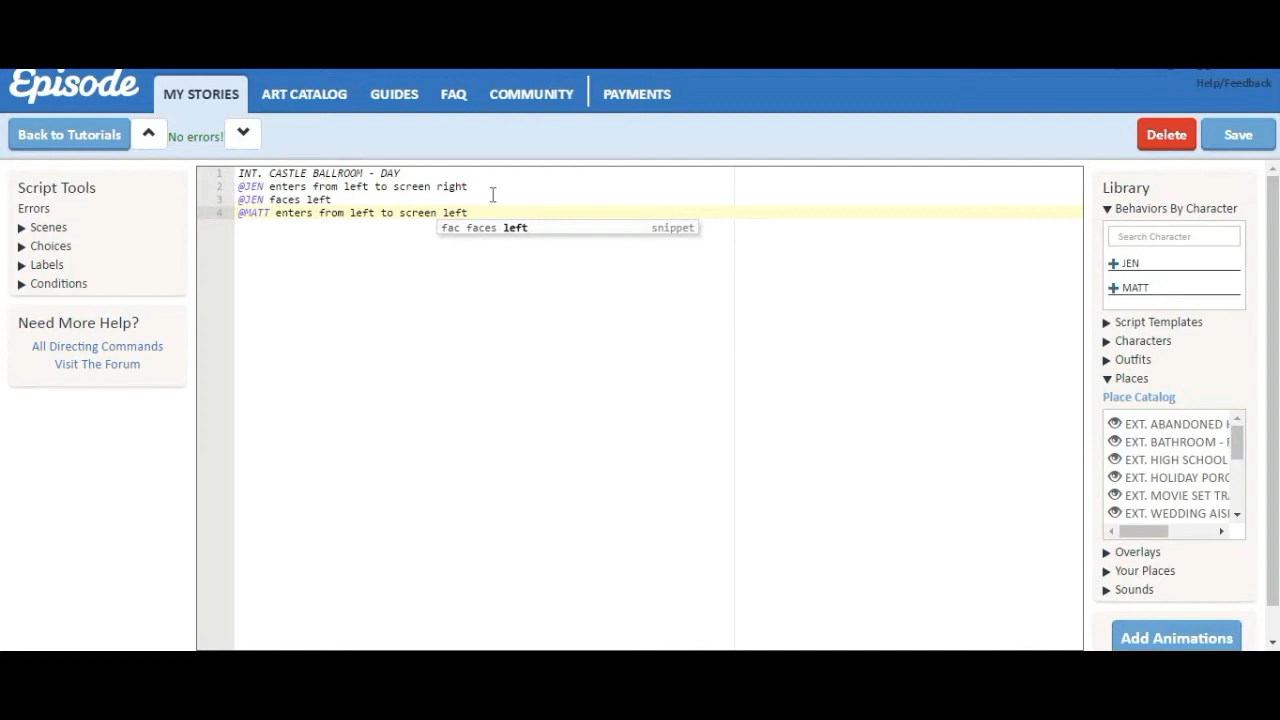 Episode
MY STORIES
ART CATALOG
GUIDES
FAQ
COMMUNITY
PAYMENTS
Help/Feedback
Back to Tutorials
No errors!
Delete
Save
Script Tools
Errors
Scenes
Choices
Labels
Conditions
Need More Help?
All Directing Commands
Visit The Forum
1 INT. CASTLE BALLROOM - DAY
2 @JEN enters from left to screen right
3 @JEN faces left
4 @MATT enters from left to screen left
fac faces left snippet
Library
Behaviors By Character
Search Character
JEN
MATT
Script Templates
Characters
Outfits
Places
Place Catalog
EXT. ABANDONED
EXT. BATHROOM -
EXT. HIGH SCHOOL
EXT. HOLIDAY PORC
EXT. MOVIE SET TR
EXT. WEDDING AIS
Overlays
Your Places
Sounds
Add Animations